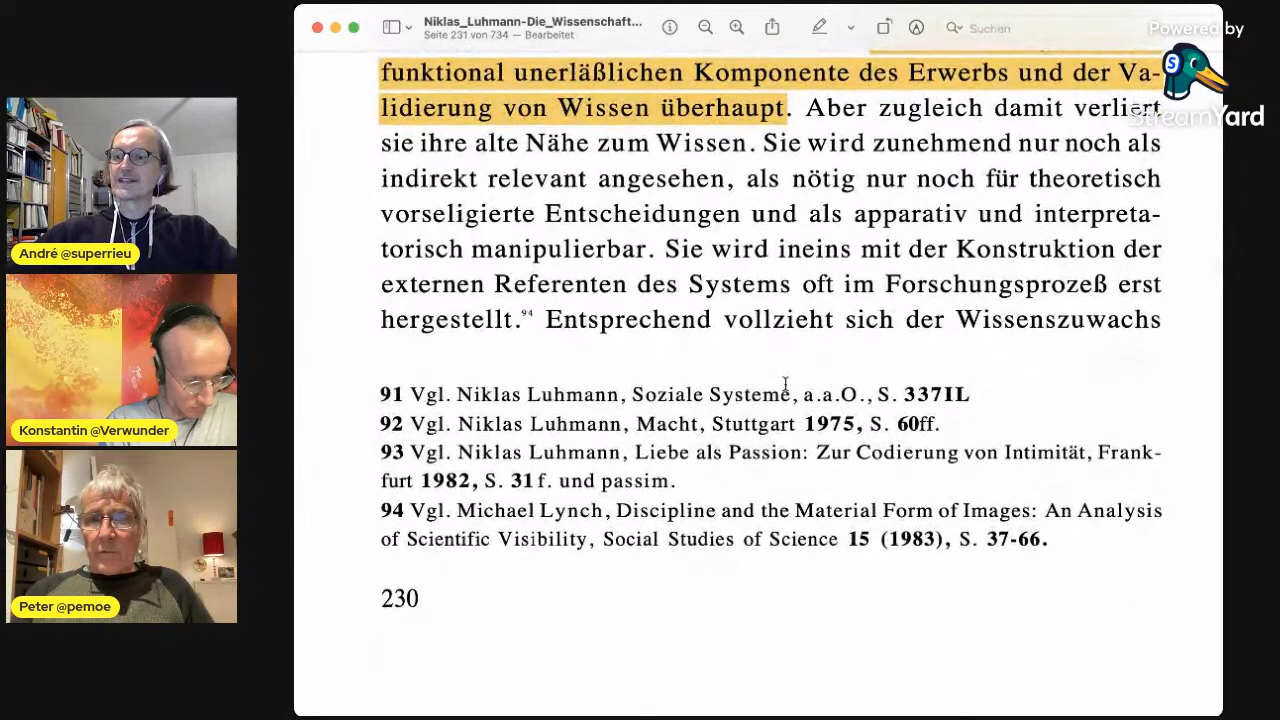 Niklas_Luhmann-Die_Wissenschaft...
Seite 231 von 734 — Bearbeitet
Suchen
Powered by
S
StreamYard
funktional unerläßlichen Komponente des Erwerbs und der Va-
lidierung von Wissen überhaupt. Aber zugleich damit verliert
sie ihre alte Nähe zum Wissen. Sie wird zunehmend nur noch als
indirekt relevant angesehen, als nötig nur noch für theoretisch
vorseligierte Entscheidungen und als apparativ und interpreta-
torisch manipulierbar. Sie wird ineins mit der Konstruktion der
externen Referenten des Systems oft im Forschungsprozeß erst
hergestellt.94 Entsprechend vollzieht sich der Wissenszuwachs
91 Vgl. Niklas Luhmann, Soziale Systeme, a.a.O., S. 337IL
92 Vgl. Niklas Luhmann, Macht, Stuttgart 1975, S. 60ff.
93 Vgl. Niklas Luhmann, Liebe als Passion: Zur Codierung von Intimität, Frank-
furt 1982, S. 31f. und passim.
94 Vgl. Michael Lynch, Discipline and the Material Form of Images: An Analysis
of Scientific Visibility, Social Studies of Science 15 (1983), S. 37-66.
230
André @superrieu
Konstantin @Verwunder
Peter @pemoe